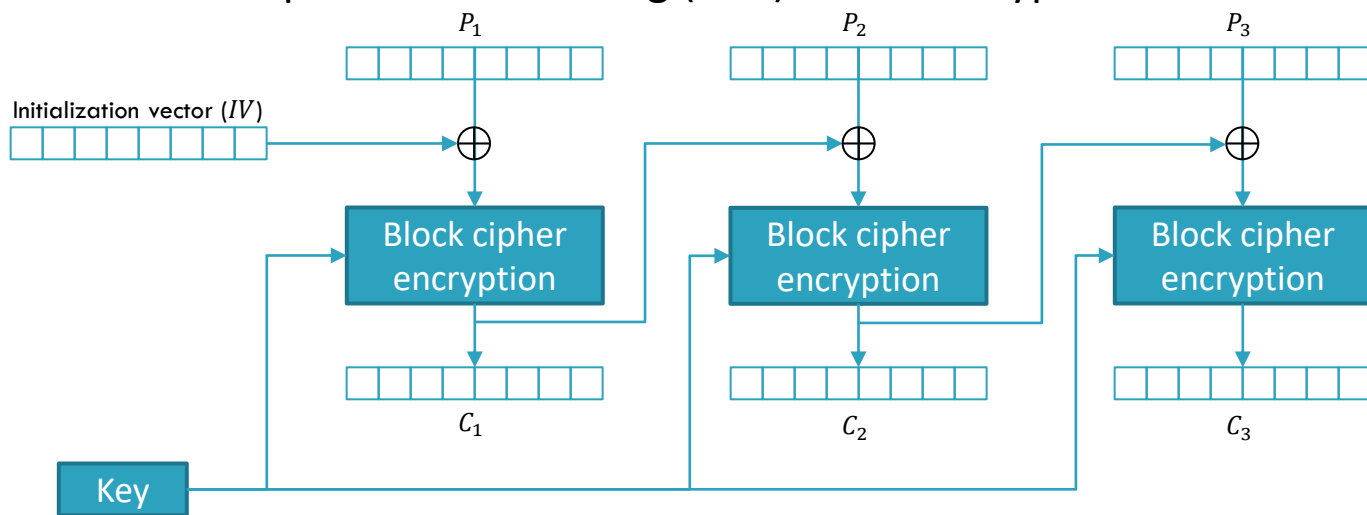 𝑃₁
𝑃₂
𝑃₃
Initialization vector (𝐼𝑉)
Block cipher
encryption
Block cipher
encryption
Block cipher
encryption
𝐶₁
𝐶₂
𝐶₃
Key